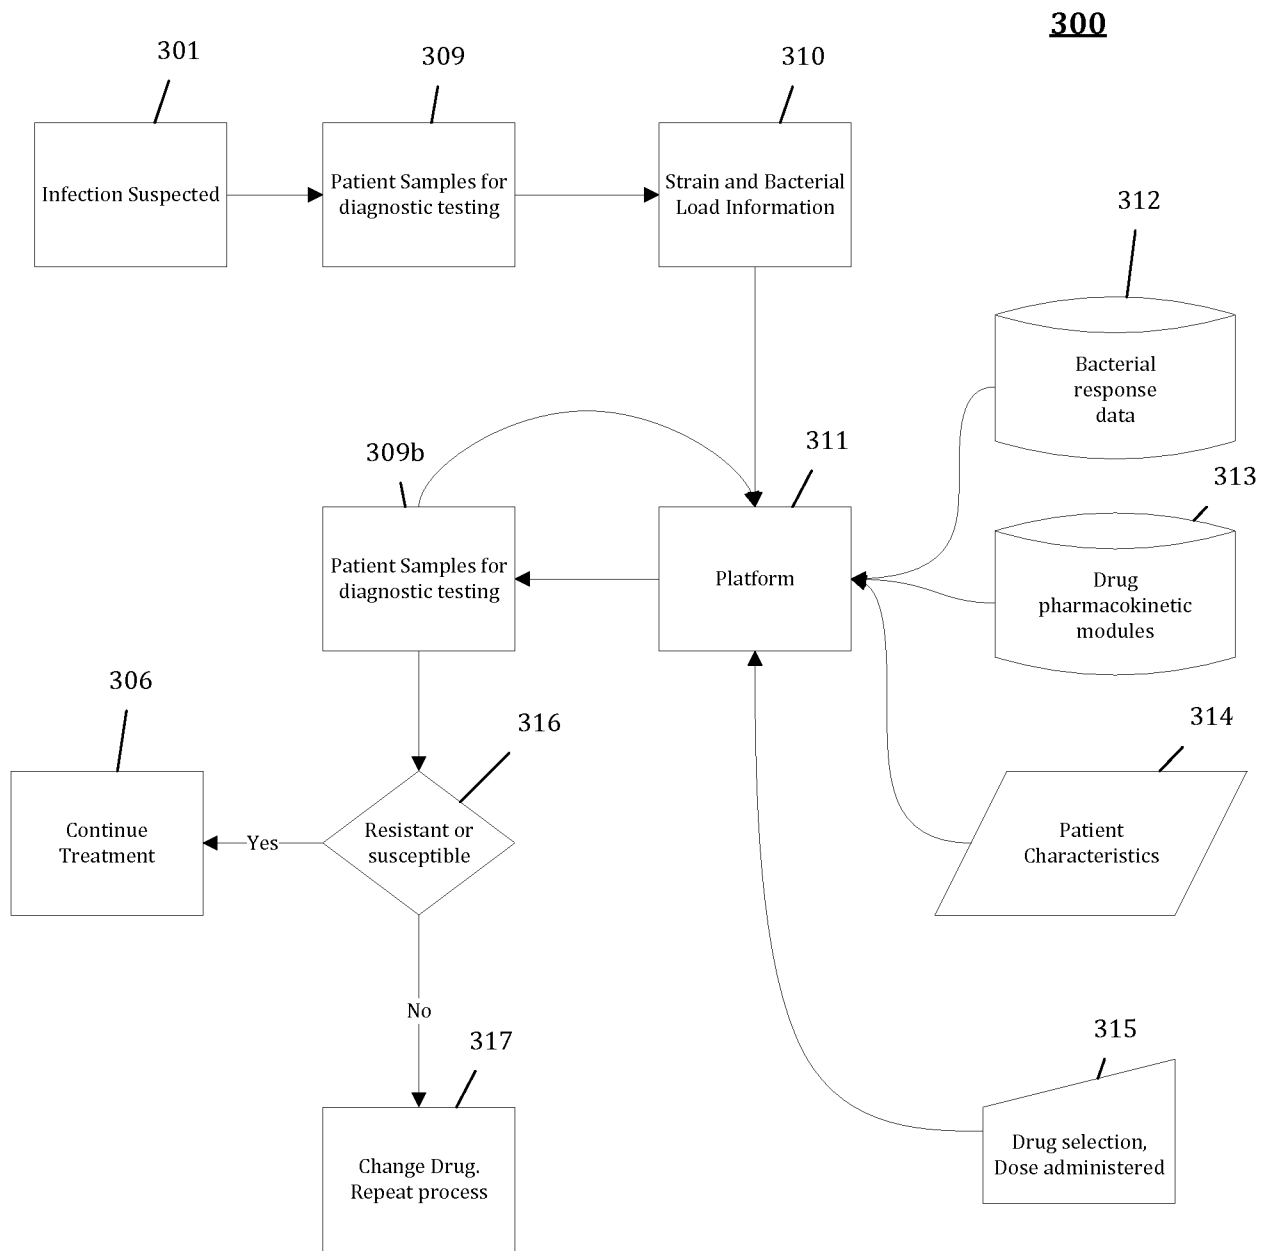 300
301
309
310
Infection Suspected
Patient Samples for
diagnostic testing
Strain and Bacterial
Load Information
312
Bacterial
response
data
309b
311
313
Patient Samples for
diagnostic testing
Platform
Drug
pharmacokinetic
modules
306
316
314
Continue
Treatment
Yes
Resistant or
susceptible
Patient
Characteristics
No
317
315
Change Drug.
Repeat process
Drug selection,
Dose administered